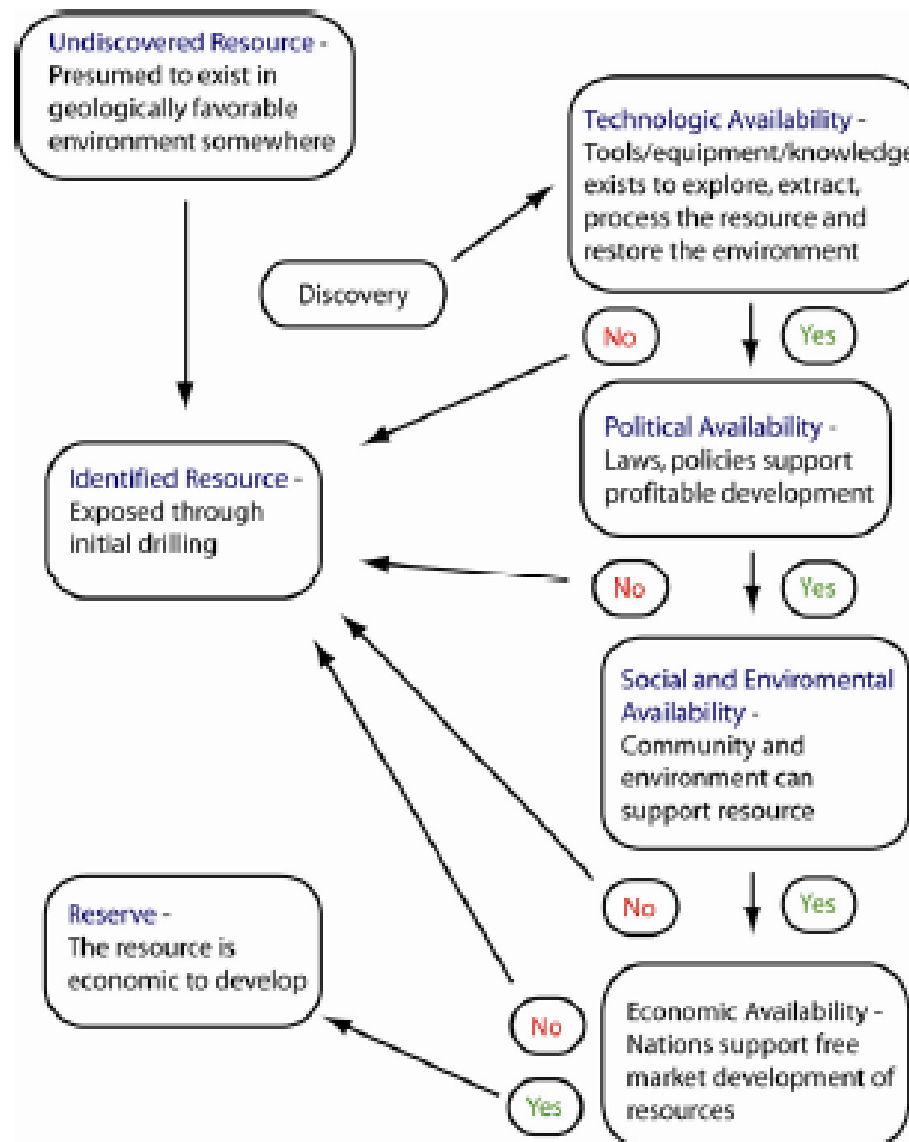 Undiscovered Resource -
Presumed to exist in
geologically favorable
environment somewhere
Technologic Availability -
Tools/equipment/knowledge
exists to explore, extract,
process the resource and
restore the environment
Discovery
No
Yes
Political Availability -
Laws, policies support
profitable development
Identified Resource -
Exposed through
initial drilling
No
Yes
Social and Enviromental
Availability -
Community and
environment can
support resource
No
Yes
Reserve -
The resource is
economic to develop
No
Yes
Economic Availability -
Nations support free
market development of
resources